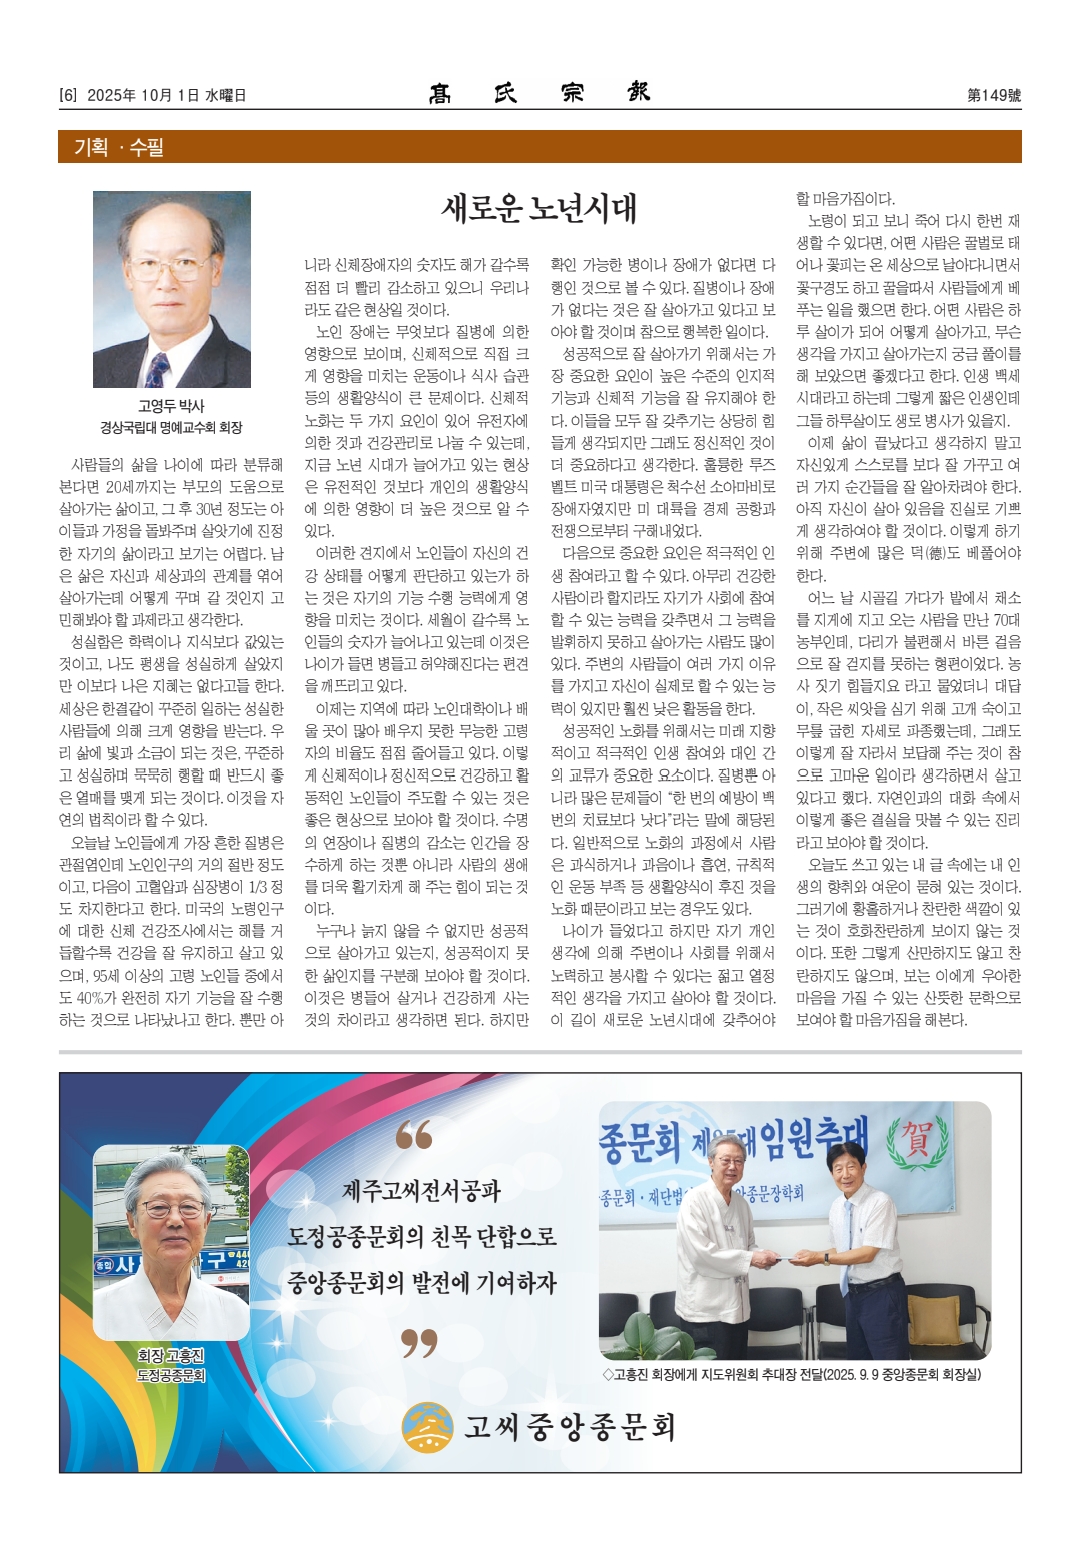 [6] 2025年 10月 1日 水曜日
高氏宗報
第149號
기획 · 수필
새로운 노년시대
고영두 박사
경상국립대 명예교수회 회장
사람들의 삶을 나이에 따라 분류해
본다면 20세까지는 부모의 도움으로
살아가는 삶이고, 그 후 30년 정도는 아
이들과 가정을 돌봐주며 살앗기에 진정
한 자기의 삶이라고 보기는 어렵다. 남
은 삶은 자신과 세상과의 관계를 엮어
살아가는데 어떻게 꾸며 갈 것인지 고
민해봐야 할 과제라고 생각한다.
성실함은 학력이나 지식보다 값있는
것이고, 나도 평생을 성실하게 살았지
만 이보다 나은 지혜는 없다고들 한다.
세상은 한결같이 꾸준히 일하는 성실한
사람들에 의해 크게 영향을 받는다. 우
리 삶에 빛과 소금이 되는 것은, 꾸준하
고 성실하며 묵묵히 행할 때 반드시 좋
은 열매를 맺게 되는 것이다. 이것을 자
연의 법칙이라 할 수 있다.
오늘날 노인들에게 가장 흔한 질병은
관절염인데 노인인구의 거의 절반 정도
이고, 다음이 고혈압과 심장병이 1/3 정
도 차지한다고 한다. 미국의 노령인구
에 대한 신체 건강조사에서는 해를 거
듭할수록 건강을 잘 유지하고 살고 있
으며, 95세 이상의 고령 노인들 중에서
도 40%가 완전히 자기 기능을 잘 수행
하는 것으로 나타났나고 한다. 뿐만 아
니라 신체장애자의 숫자도 해가 갈수록
점점 더 빨리 감소하고 있으니 우리나
라도 같은 현상일 것이다.
노인 장애는 무엇보다 질병에 의한
영향으로 보이며, 신체적으로 직접 크
게 영향을 미치는 운동이나 식사 습관
등의 생활양식이 큰 문제이다. 신체적
노화는 두 가지 요인이 있어 유전자에
의한 것과 건강관리로 나눌 수 있는데,
지금 노년 시대가 늘어가고 있는 현상
은 유전적인 것보다 개인의 생활양식
에 의한 영향이 더 높은 것으로 알 수
있다.
이러한 견지에서 노인들이 자신의 건
강 상태를 어떻게 판단하고 있는가 하
는 것은 자기의 기능 수행 능력에게 영
향을 미치는 것이다. 세월이 갈수록 노
인들의 숫자가 늘어나고 있는데 이것은
나이가 들면 병들고 허약해진다는 편견
을 깨뜨리고 있다.
이제는 지역에 따라 노인대학이나 배
울 곳이 많아 배우지 못한 무능한 고령
자의 비율도 점점 줄어들고 있다. 이렇
게 신체적이나 정신적으로 건강하고 활
동적인 노인들이 주도할 수 있는 것은
좋은 현상으로 보아야 할 것이다. 수명
의 연장이나 질병의 감소는 인간을 장
수하게 하는 것뿐 아니라 사람의 생애
를 더욱 활기차게 해 주는 힘이 되는 것
이다.
누구나 늙지 않을 수 없지만 성공적
으로 살아가고 있는지, 성공적이지 못
한 삶인지를 구분해 보아야 할 것이다.
이것은 병들어 살거나 건강하게 사는
것의 차이라고 생각하면 된다. 하지만
확인 가능한 병이나 장애가 없다면 다
행인 것으로 볼 수 있다. 질병이나 장애
가 없다는 것은 잘 살아가고 있다고 보
아야 할 것이며 참으로 행복한 일이다.
성공적으로 잘 살아가기 위해서는 가
장 중요한 요인이 높은 수준의 인지적
기능과 신체적 기능을 잘 유지해야 한
다. 이들을 모두 잘 갖추기는 상당히 힘
들게 생각되지만 그래도 정신적인 것이
더 중요하다고 생각한다. 훌륭한 루즈
벨트 미국 대통령은 척수선 소아마비로
장애자였지만 미 대륙을 경제 공항과
전쟁으로부터 구해내었다.
다음으로 중요한 요인은 적극적인 인
생 참여라고 할 수 있다. 아무리 건강한
사람이라 할지라도 자기가 사회에 참여
할 수 있는 능력을 갖추면서 그 능력을
발휘하지 못하고 살아가는 사람도 많이
있다. 주변의 사람들이 여러 가지 이유
를 가지고 자신이 실제로 할 수 있는 능
력이 있지만 훨씬 낮은 활동을 한다.
성공적인 노화를 위해서는 미래 지향
적이고 적극적인 인생 참여와 대인 간
의 교류가 중요한 요소이다. 질병뿐 아
니라 많은 문제들이 “한 번의 예방이 백
번의 치료보다 낫다”라는 말에 해당된
다. 일반적으로 노화의 과정에서 사람
은 과식하거나 과음이나 흡연, 규칙적
인 운동 부족 등 생활양식이 후진 것을
노화 때문이라고 보는 경우도 있다.
나이가 들었다고 하지만 자기 개인
생각에 의해 주변이나 사회를 위해서
노력하고 봉사할 수 있다는 젊고 열정
적인 생각을 가지고 살아야 할 것이다.
이 길이 새로운 노년시대에 갖추어야
할 마음가짐이다.
노령이 되고 보니 죽어 다시 한번 재
생할 수 있다면, 어떤 사람은 꿀벌로 태
어나 꽃피는 온 세상으로 날아다니면서
꽃구경도 하고 꿀을따서 사람들에게 베
푸는 일을 했으면 한다. 어떤 사람은 하
루 살이가 되어 어떻게 살아가고, 무슨
생각을 가지고 살아가는지 궁금 풀이를
해 보았으면 좋겠다고 한다. 인생 백세
시대라고 하는데 그렇게 짧은 인생인데
그들 하루살이도 생로 병사가 있을지.
이제 삶이 끝났다고 생각하지 말고
자신있게 스스로를 보다 잘 가꾸고 여
러 가지 순간들을 잘 알아차려야 한다.
아직 자신이 살아 있음을 진실로 기쁘
게 생각하여야 할 것이다. 이렇게 하기
위해 주변에 많은 덕(德)도 베풀어야
한다.
어느 날 시골길 가다가 밭에서 채소
를 지게에 지고 오는 사람을 만난 70대
농부인데, 다리가 불편해서 바른 걸음
으로 잘 걷지를 못하는 형편이었다. 농
사 짓기 힘들지요 라고 물었더니 대답
이, 작은 씨앗을 심기 위해 고개 숙이고
무릎 굽힌 자세로 파종했는데, 그래도
이렇게 잘 자라서 보답해 주는 것이 참
으로 고마운 일이라 생각하면서 살고
있다고 했다. 자연인과의 대화 속에서
이렇게 좋은 결실을 맛볼 수 있는 진리
라고 보아야 할 것이다.
오늘도 쓰고 있는 내 글 속에는 내 인
생의 향취와 여운이 묻혀 있는 것이다.
그러기에 황홀하거나 찬란한 색깔이 있
는 것이 호화찬란하게 보이지 않는 것
이다. 또한 그렇게 산만하지도 않고 찬
란하지도 않으며, 보는 이에게 우아한
마음을 가질 수 있는 산뜻한 문학으로
보여야 할 마음가짐을 해본다.
“
제주고씨전서공파
도정공종문회의 친목 단합으로
중앙종문회의 발전에 기여하자
”
회장 고흥진
도정공종문회
종문회 제 대 임원추대
賀
종문회 · 재단법 앙종문장학회
◇고흥진 회장에게 지도위원회 추대장 전달(2025. 9. 9 중앙종문회 회장실)
고씨중앙종문회